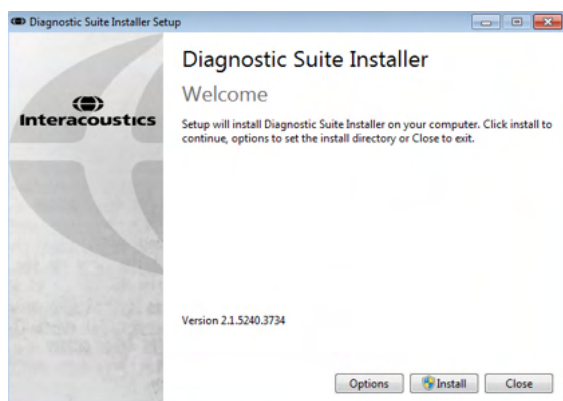 Diagnostic Suite Installer Setup
Diagnostic Suite Installer
Interacoustics
Welcome
Setup will install Diagnostic Suite Installer on your computer. Click install to
continue, options to set the install directory or Close to exit.
Version 2.1.5240.3734
Options
Install
Close